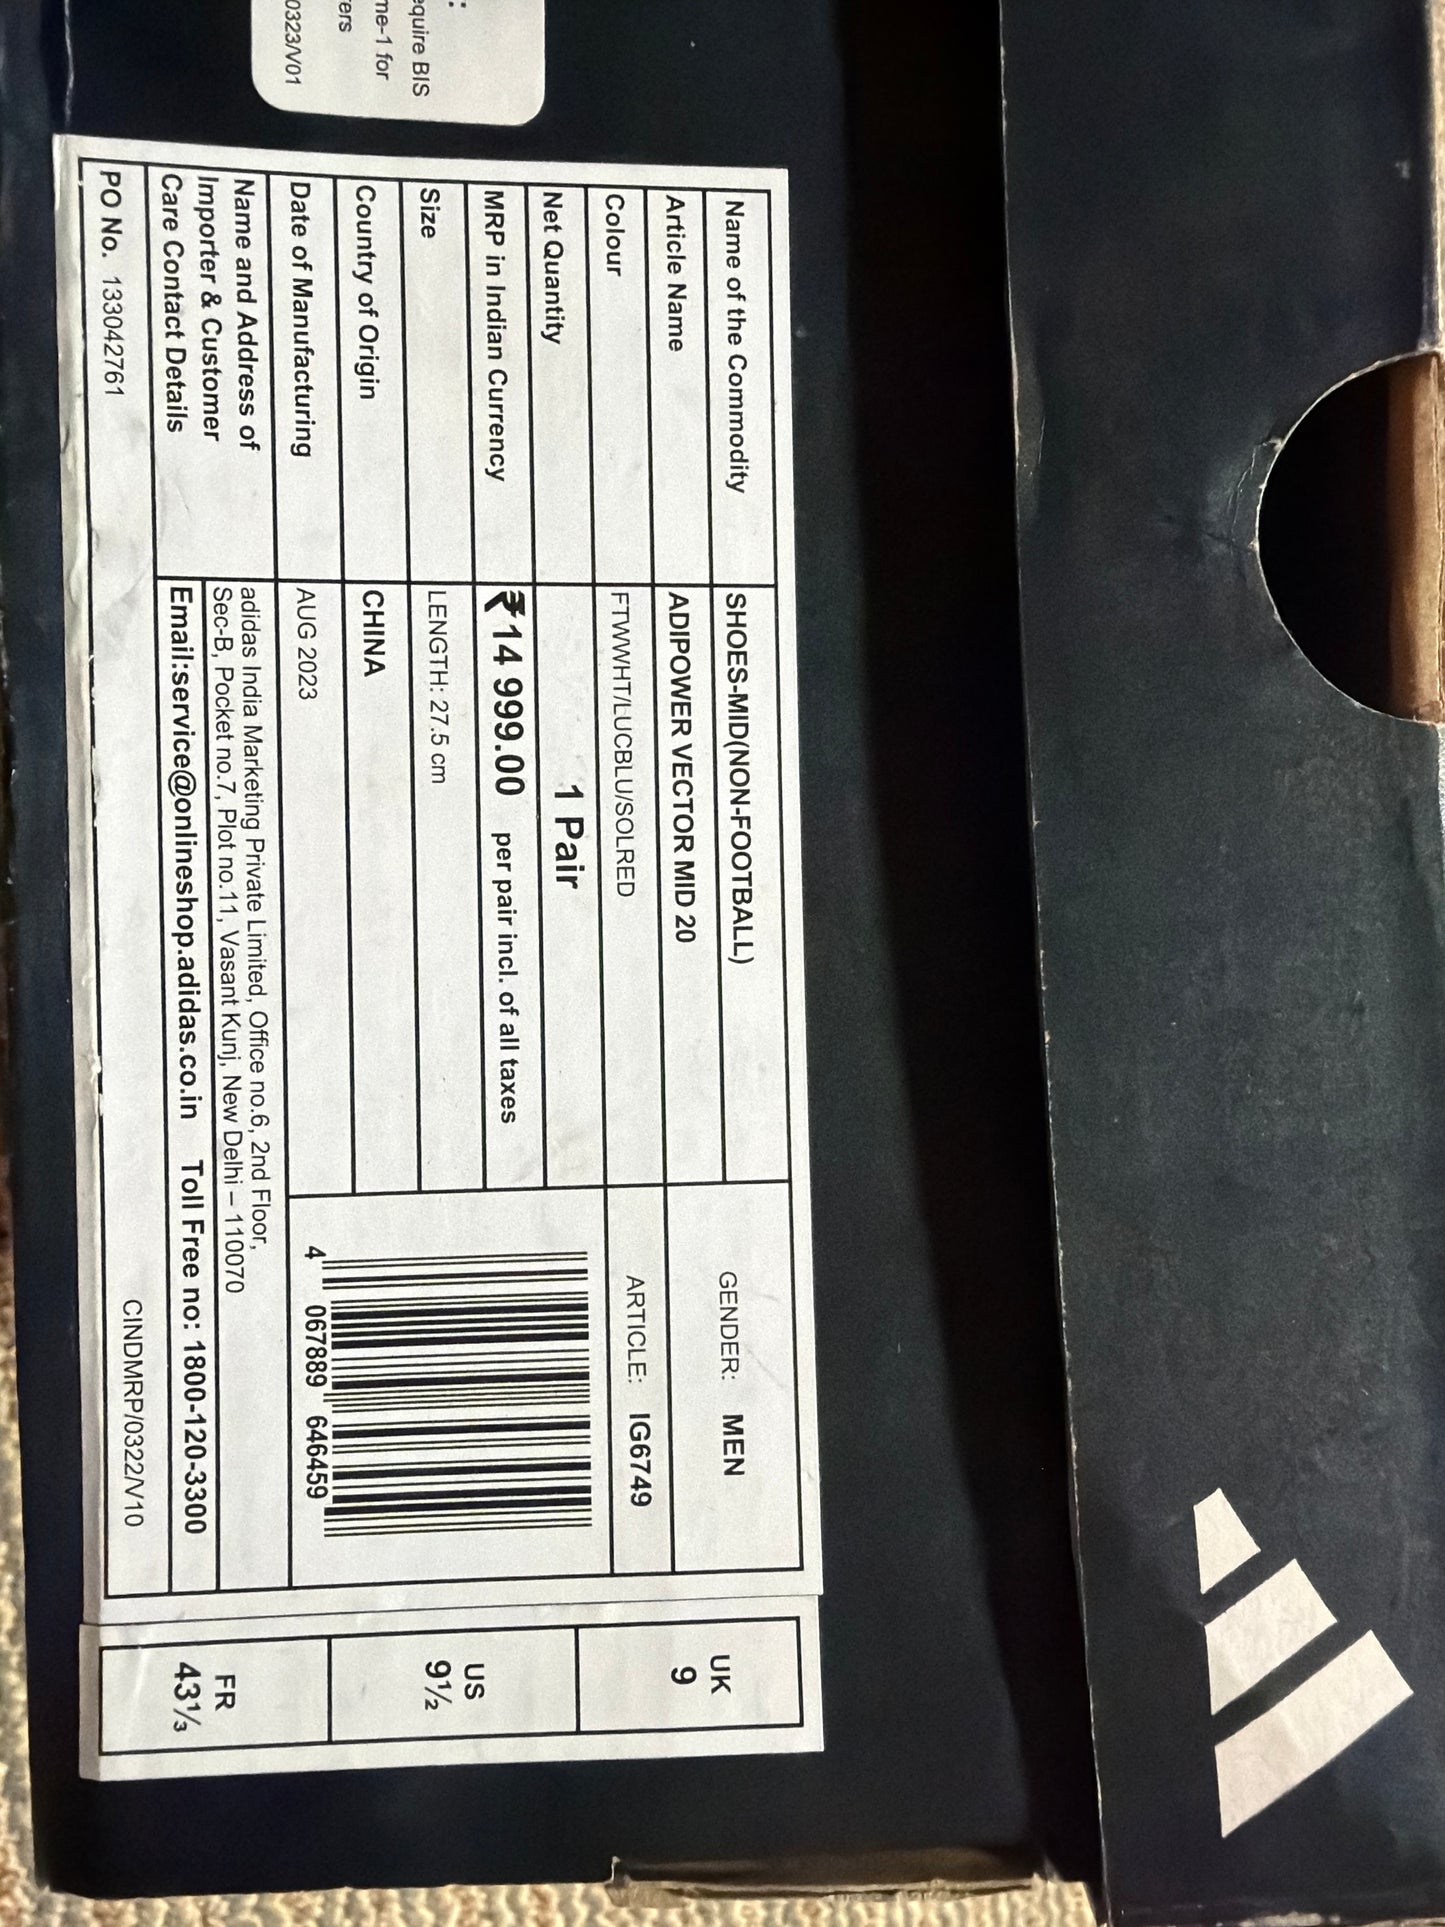 :
equire BIS
me-1 for
ers
0323/V01
Name of the Commodity SHOES-MID(NON-FOOTBALL) GENDER: MEN
Article Name ADIPOWER VECTOR MID 20
Colour FTWWHT/LUCBLU/SOLRED ARTICLE: IG6749
Net Quantity 1 Pair
MRP in Indian Currency ₹14 999.00 per pair incl. of all taxes
Size LENGTH: 27.5 cm
Country of Origin CHINA
Date of Manufacturing AUG 2023
4 067889 646459
Name and Address of
Importer & Customer
Care Contact Details
adidas India Marketing Private Limited, Office no.6, 2nd Floor,
Sec-B, Pocket no.7, Plot no.11, Vasant Kunj, New Delhi – 110070
Email:service@onlineshop.adidas.co.in Toll Free no: 1800-120-3300
PO No. 133042761 CINDMRP/0322/V10
UK
9
US
9½
FR
43⅓